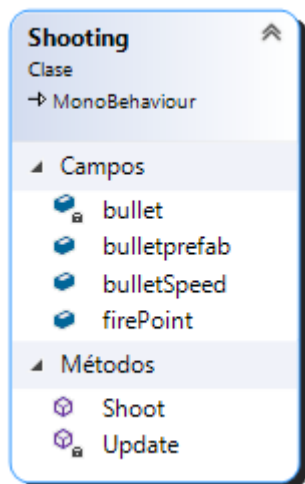 Shooting
Clase
MonoBehaviour
Campos
bullet
bulletprefab
bulletSpeed
firePoint
Métodos
Shoot
Update